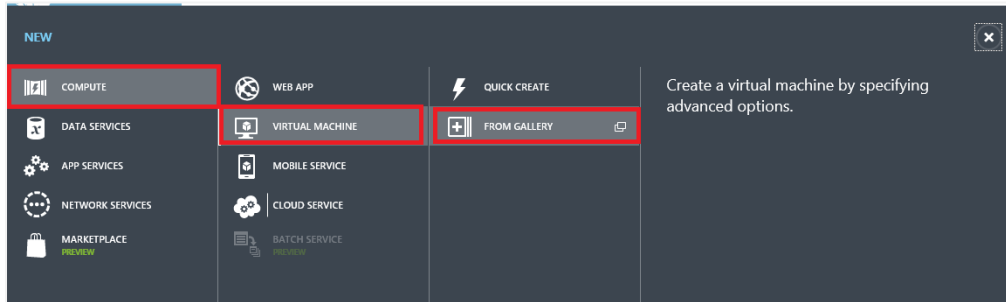 NEW
COMPUTE
DATA SERVICES
APP SERVICES
NETWORK SERVICES
MARKETPLACE
PREVIEW
WEB APP
VIRTUAL MACHINE
MOBILE SERVICE
CLOUD SERVICE
BATCH SERVICE
PREVIEW
QUICK CREATE
FROM GALLERY
Create a virtual machine by specifying
advanced options.